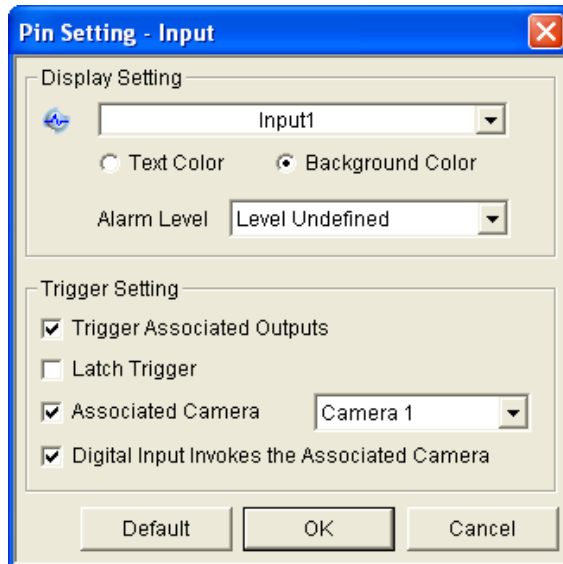 Pin Setting - Input
Display Setting
Input1
Text Color Background Color
Alarm Level Level Undefined
Trigger Setting
Trigger Associated Outputs
Latch Trigger
Associated Camera Camera 1
Digital Input Invokes the Associated Camera
Default OK Cancel